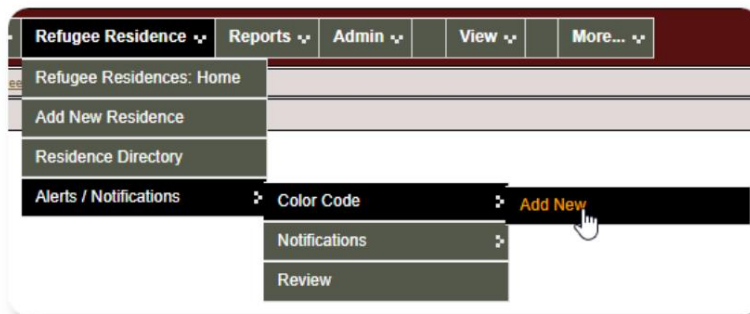 Refugee Residence Reports Admin View More...
Refugee Residences: Home
Add New Residence
Residence Directory
Alerts / Notifications Color Code Add New
Notifications
Review